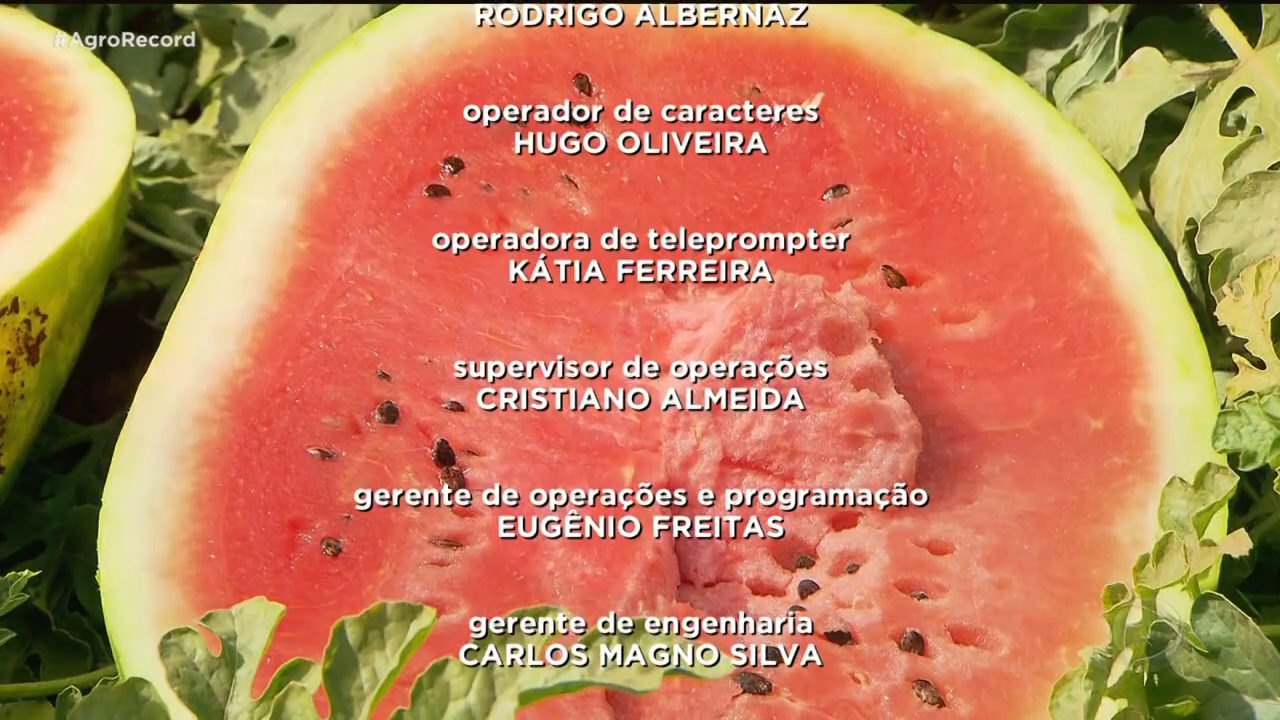 RODRIGO ALBERNAZ
#AgroRecord
operador de caracteres
HUGO OLIVEIRA
operadora de teleprompter
KÁTIA FERREIRA
supervisor de operações
CRISTIANO ALMEIDA
gerente de operações e programação
EUGÊNIO FREITAS
gerente de engenharia
CARLOS MAGNO SILVA